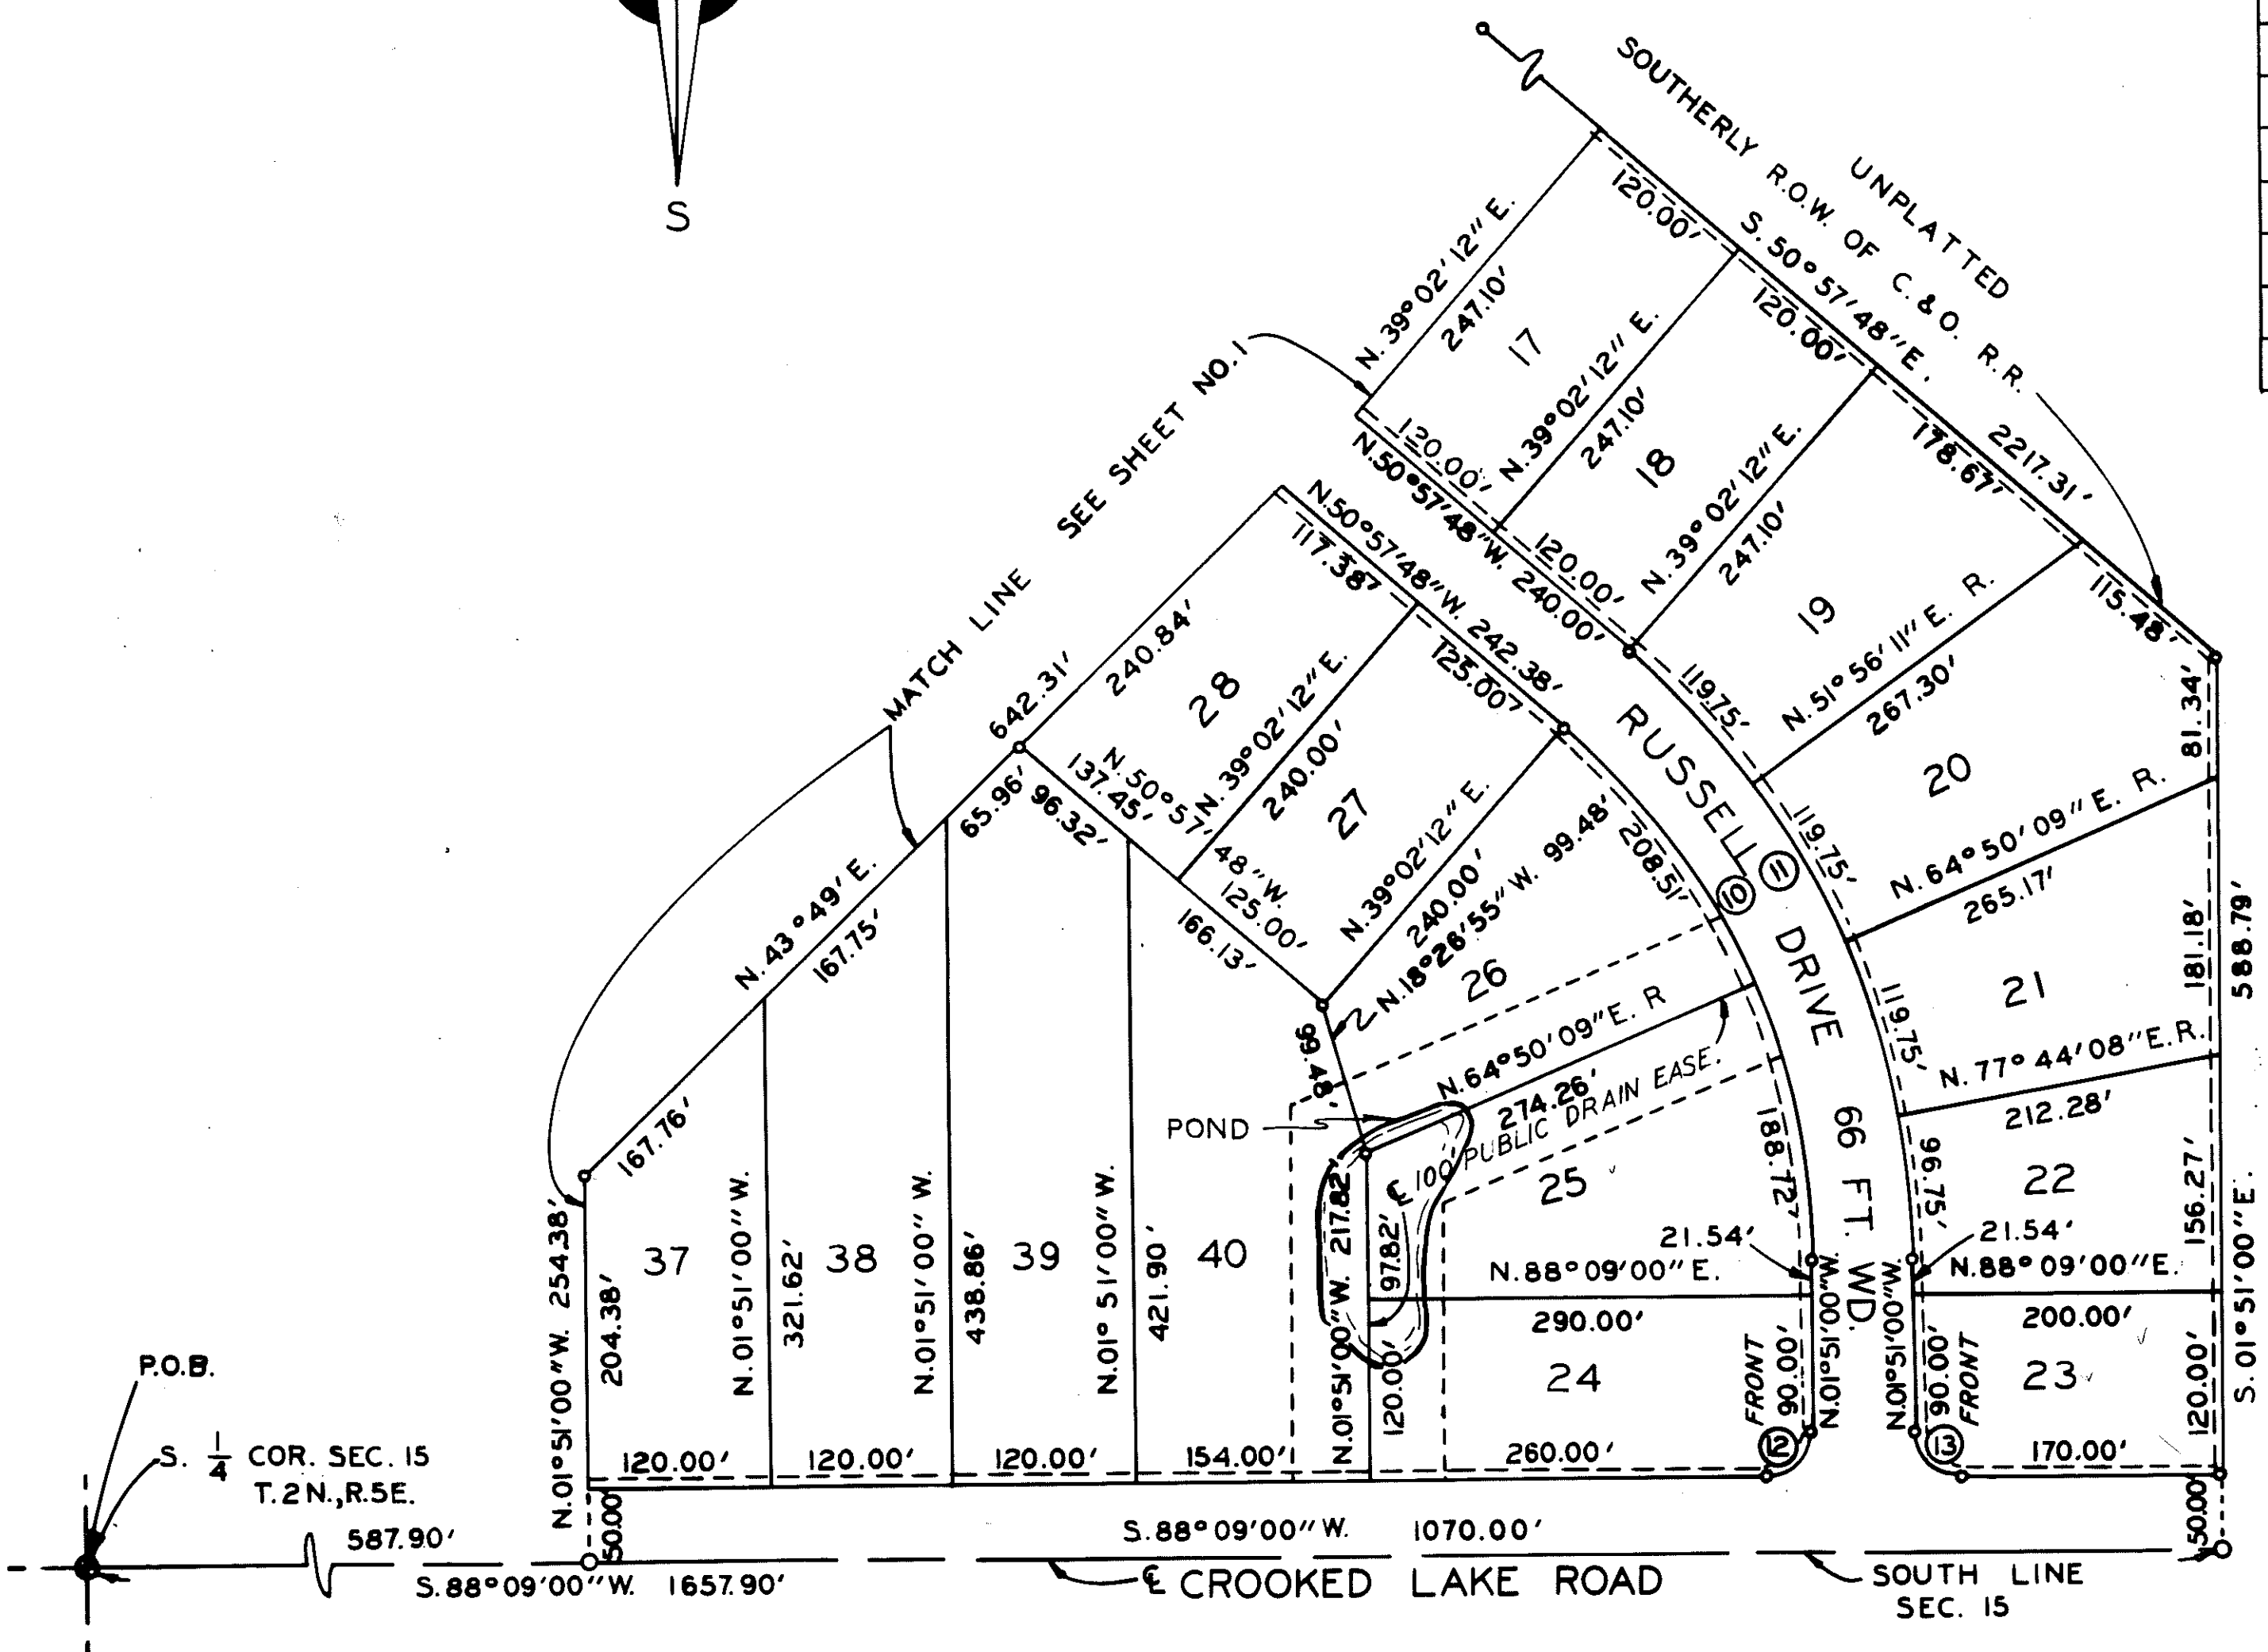 S
SOUTHERLY R.O.W. OF C. & O. R.R.
UNPLATTED
S. 50° 57' 48" E.
2217.31'
120.00'
120.00'
178.67'
115.48'
N. 39° 02' 12" E.
247.10'
17
N. 39° 02' 12" E.
247.10'
18
N. 39° 02' 12" E.
247.10'
19
120.00'
120.00'
N. 50° 57' 48" W. 240.00'
N. 51° 56' 11" E. R.
267.30'
20
81.34'
119.75'
119.75'
N. 64° 50' 09" E. R.
265.17'
21
181.18'
588.79'
119.75'
N. 77° 44' 08" E. R.
212.28'
22
156.27'
96.75'
21.54'
N. 88° 09' 00" E.
200.00'
23
120.00'
S. 01° 51' 00" E.
N. 01° 51' 00" W.
90.00'
FRONT
13
170.00'
50.00'
MATCH LINE SEE SHEET NO. 1
N. 50° 57' 48" W. 242.38'
117.38'
125.00'
642.31'
240.84'
28
N. 39° 02' 12" E.
240.00'
27
N. 39° 02' 12" E.
240.00'
N. 18° 26' 55" W. 99.48'
208.51'
26
RUSSELL DRIVE 66 FT. WD.
11
10
N. 50° 57' 48" W.
137.45'
125.00'
65.96'
96.32'
166.13'
N. 43° 49' E.
167.75'
167.76'
99.48'
N. 64° 50' 09" E. R
274.26'
℄ 100' PUBLIC DRAIN EASE.
POND
25
188.72'
21.54'
N. 88° 09' 00" E.
290.00'
24
N. 01° 51' 00" W. 217.82'
97.82'
120.00'
N. 01° 51' 00" W.
90.00'
FRONT
12
260.00'
N. 01° 51' 00" W. 254.38'
204.38'
37
N. 01° 51' 00" W.
321.62'
38
N. 01° 51' 00" W.
438.86'
39
N. 01° 51' 00" W.
421.90'
40
120.00'
120.00'
120.00'
154.00'
50.00'
P.O.B.
S. 1/4 COR. SEC. 15
T. 2 N., R. 5 E.
587.90'
S. 88° 09' 00" W. 1070.00'
S. 88° 09' 00" W. 1657.90'
℄ CROOKED LAKE ROAD
SOUTH LINE
SEC. 15